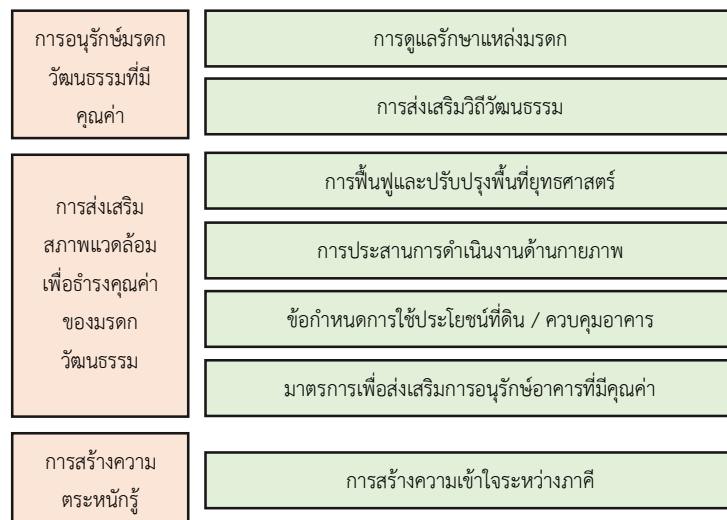 การอนุรักษ์มรดก
วัฒนธรรมที่มี
คุณค่า
การดูแลรักษาแหล่งมรดก
การส่งเสริมวิถีวัฒนธรรม
การส่งเสริม
สภาพแวดล้อม
เพื่อธำรงคุณค่า
ของมรดก
วัฒนธรรม
การฟื้นฟูและปรับปรุงพื้นที่ยุทธศาสตร์
การประสานการดำเนินงานด้านกายภาพ
ข้อกำหนดการใช้ประโยชน์ที่ดิน / ควบคุมอาคาร
มาตรการเพื่อส่งเสริมการอนุรักษ์อาคารที่มีคุณค่า
การสร้างความ
ตระหนักรู้
การสร้างความเข้าใจระหว่างภาคี